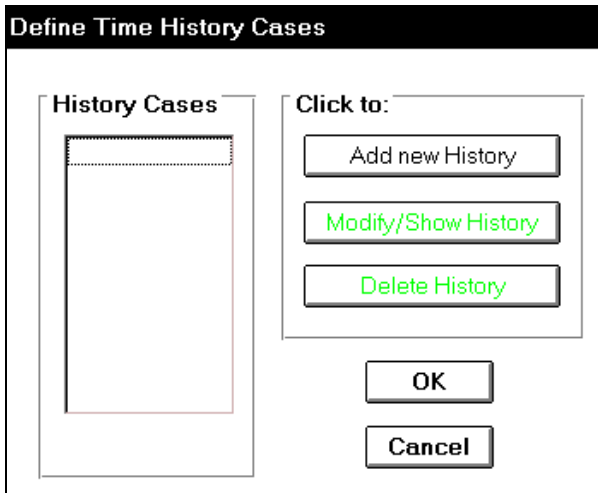 Define Time History Cases
History Cases
Click to:
Add new History
Modify/Show History
Delete History
OK
Cancel